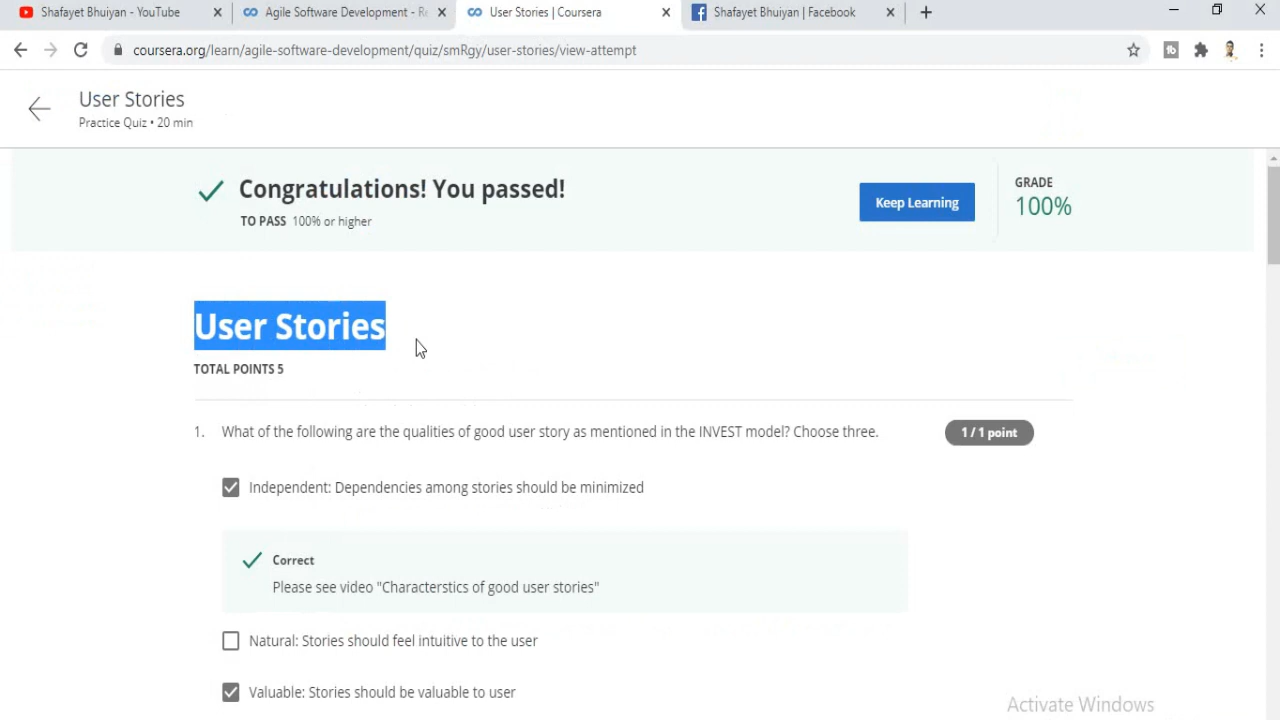 Shafayet Bhuiyan - YouTube
Agile Software Development - Re
User Stories | Coursera
Shafayet Bhuiyan | Facebook
coursera.org/learn/agile-software-development/quiz/smRgy/user-stories/view-attempt
User Stories
Practice Quiz • 20 min
Congratulations! You passed!
TO PASS 100% or higher
Keep Learning
GRADE
100%
User Stories
TOTAL POINTS 5
1. What of the following are the qualities of good user story as mentioned in the INVEST model? Choose three.
1 / 1 point
Independent: Dependencies among stories should be minimized
Correct
Please see video "Characterstics of good user stories"
Natural: Stories should feel intuitive to the user
Valuable: Stories should be valuable to user
Activate Windows